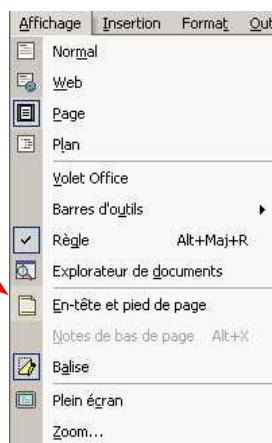 Affichage Insertion Format Out
Normal
Web
Page
Plan
Volet Office
Barres d'outils
Règle Alt+Maj+R
Explorateur de documents
En-tête et pied de page
Notes de bas de page Alt+X
Balise
Plein écran
Zoom...